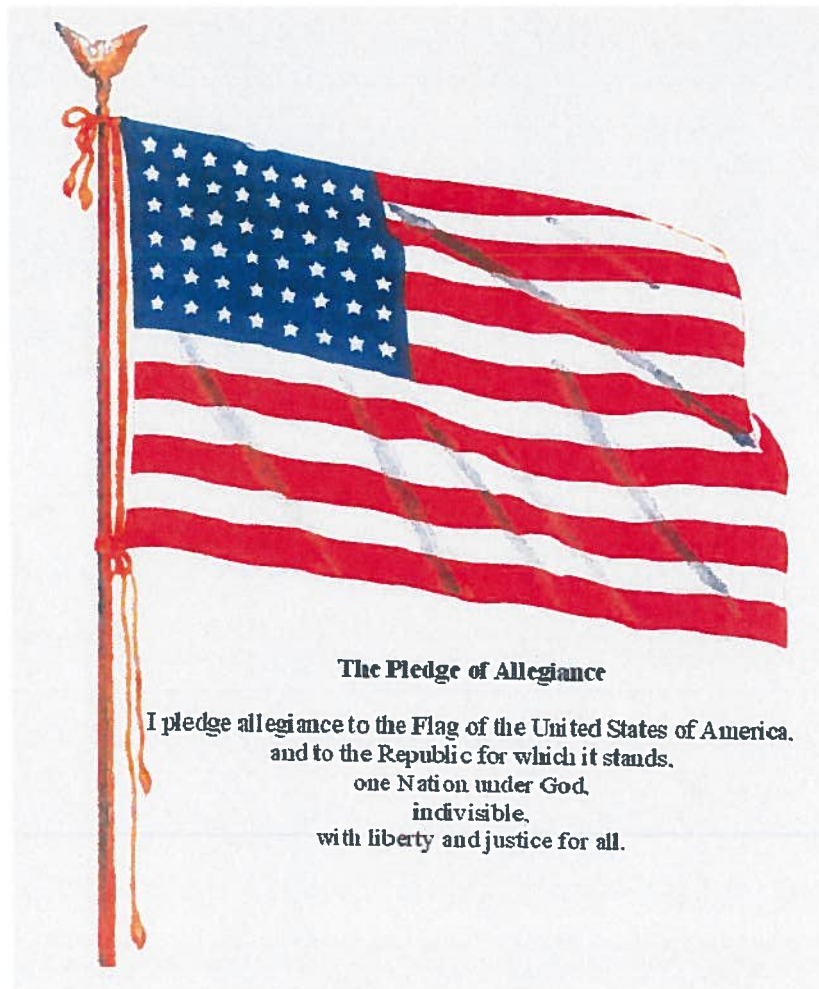 The Pledge of Allegiance
I pledge allegiance to the Flag of the United States of America,
and to the Republic for which it stands,
one Nation under God,
indivisible,
with liberty and justice for all.